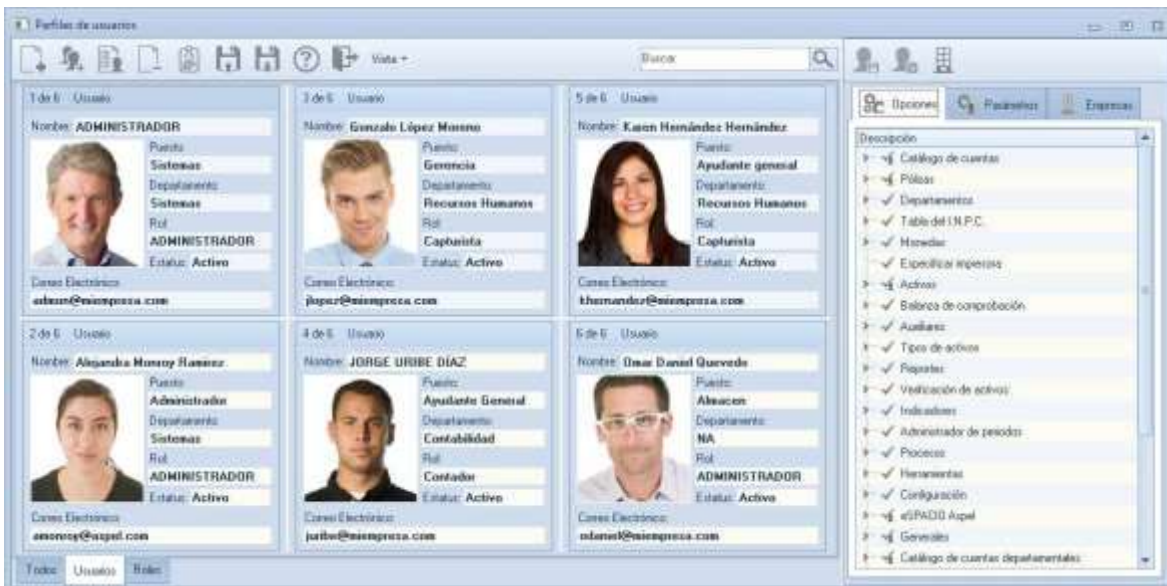 Perfiles de usuarios
Vista
Buscar
1 de 6 Usuario
Nombre: ADMINISTRADOR
Puesto:
Sistemas
Departamento:
Sistemas
Rol:
ADMINISTRADOR
Estatus: Activo
Correo Electrónico:
admon@miempresa.com
3 de 6 Usuario
Nombre: Gonzalo López Moreno
Puesto:
Gerencia
Departamento:
Recursos Humanos
Rol:
Capturista
Estatus: Activo
Correo Electrónico:
jlopez@miempresa.com
5 de 6 Usuario
Nombre: Karen Hernández Hernández
Puesto:
Ayudante general
Departamento:
Recursos Humanos
Rol:
Capturista
Estatus: Activo
Correo Electrónico:
khernandez@miempresa.com
2 de 6 Usuario
Nombre: Alejandra Monroy Ramírez
Puesto:
Administrador
Departamento:
Sistemas
Rol:
ADMINISTRADOR
Estatus: Activo
Correo Electrónico:
amonroy@aspel.com
4 de 6 Usuario
Nombre: JORGE URIBE DÍAZ
Puesto:
Ayudante General
Departamento:
Contabilidad
Rol:
Contador
Estatus: Activo
Correo Electrónico:
juribe@miempresa.com
6 de 6 Usuario
Nombre: Omar Daniel Quevedo
Puesto:
Almacen
Departamento:
NA
Rol:
ADMINISTRADOR
Estatus: Activo
Correo Electrónico:
odaniel@miempresa.com
Todos Usuarios Roles
Opciones Parámetros Empresas
Descripción
Catálogo de cuentas
Pólizas
Departamentos
Tabla del I.N.P.C.
Monedas
Especificar impresora
Activos
Balanza de comprobación
Auxiliares
Tipos de activos
Reportes
Verificación de activos
Indicadores
Administrador de periodos
Procesos
Herramientas
Configuración
eSPACIO Aspel
Generales
Catálogo de cuentas departamentales